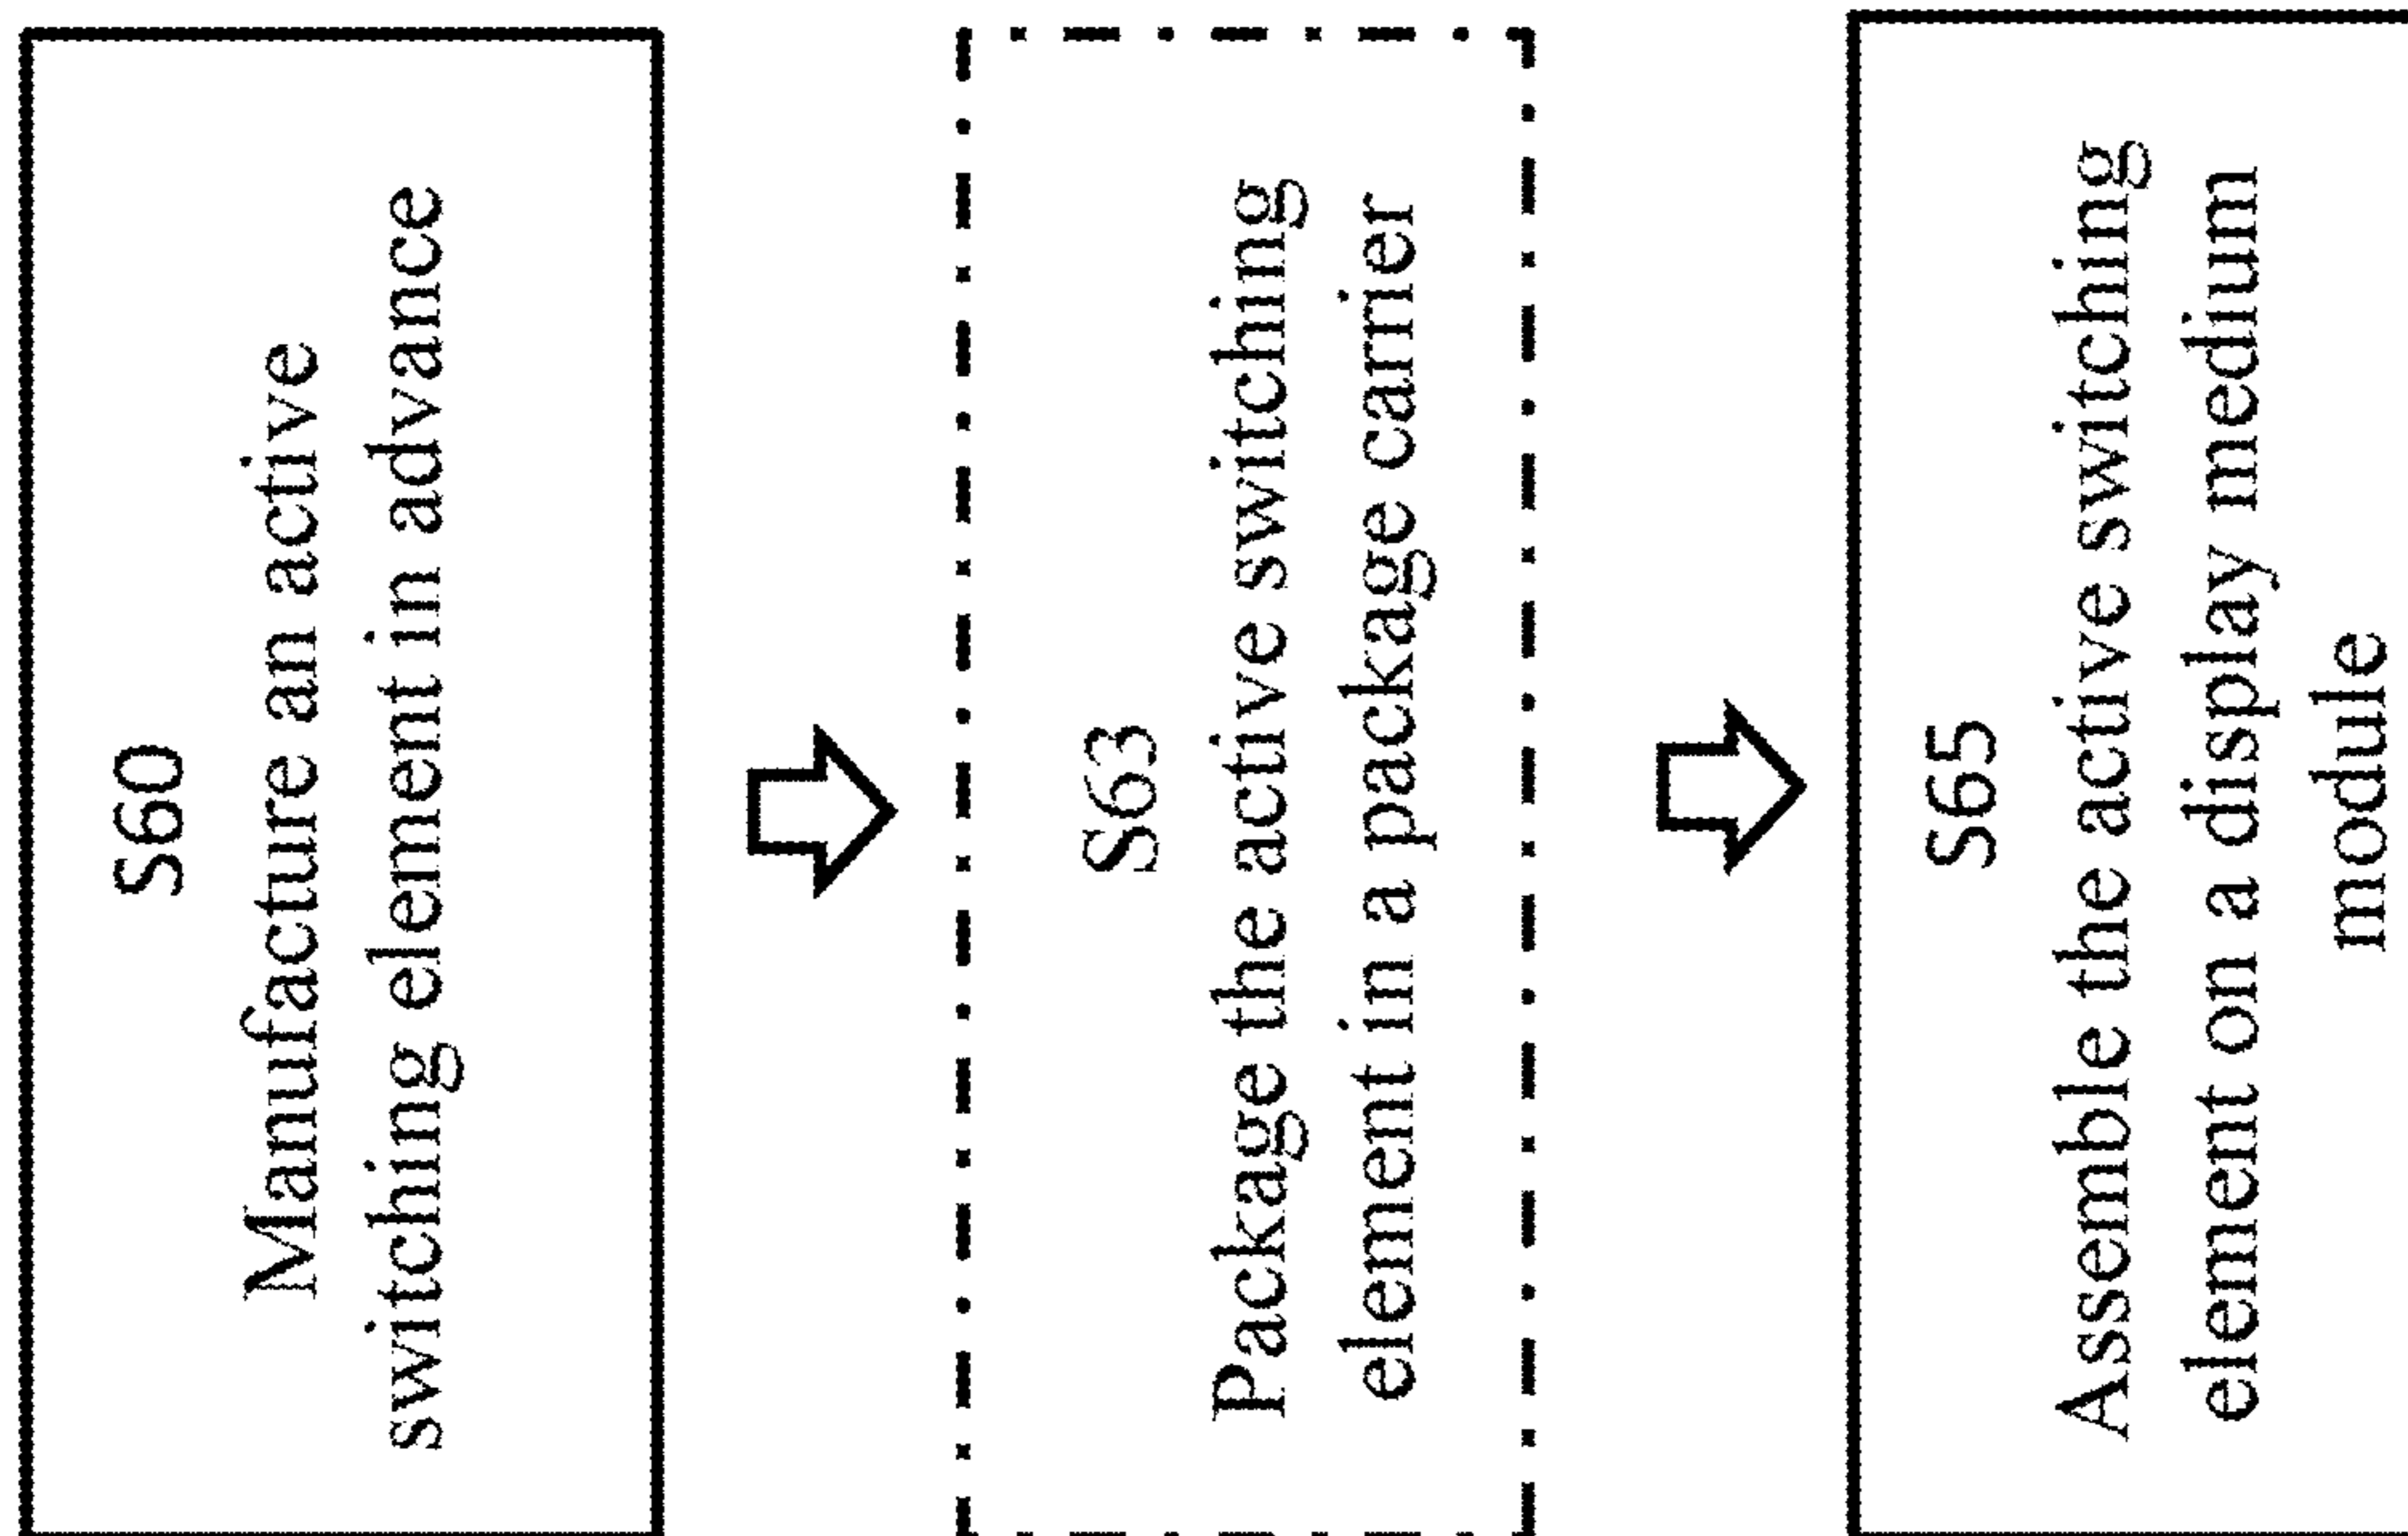 S60
Manufacture an active
switching element in advance
S63
Package the active switching
element in a package carrier
S65
Assemble the active switching
element on a display medium
module